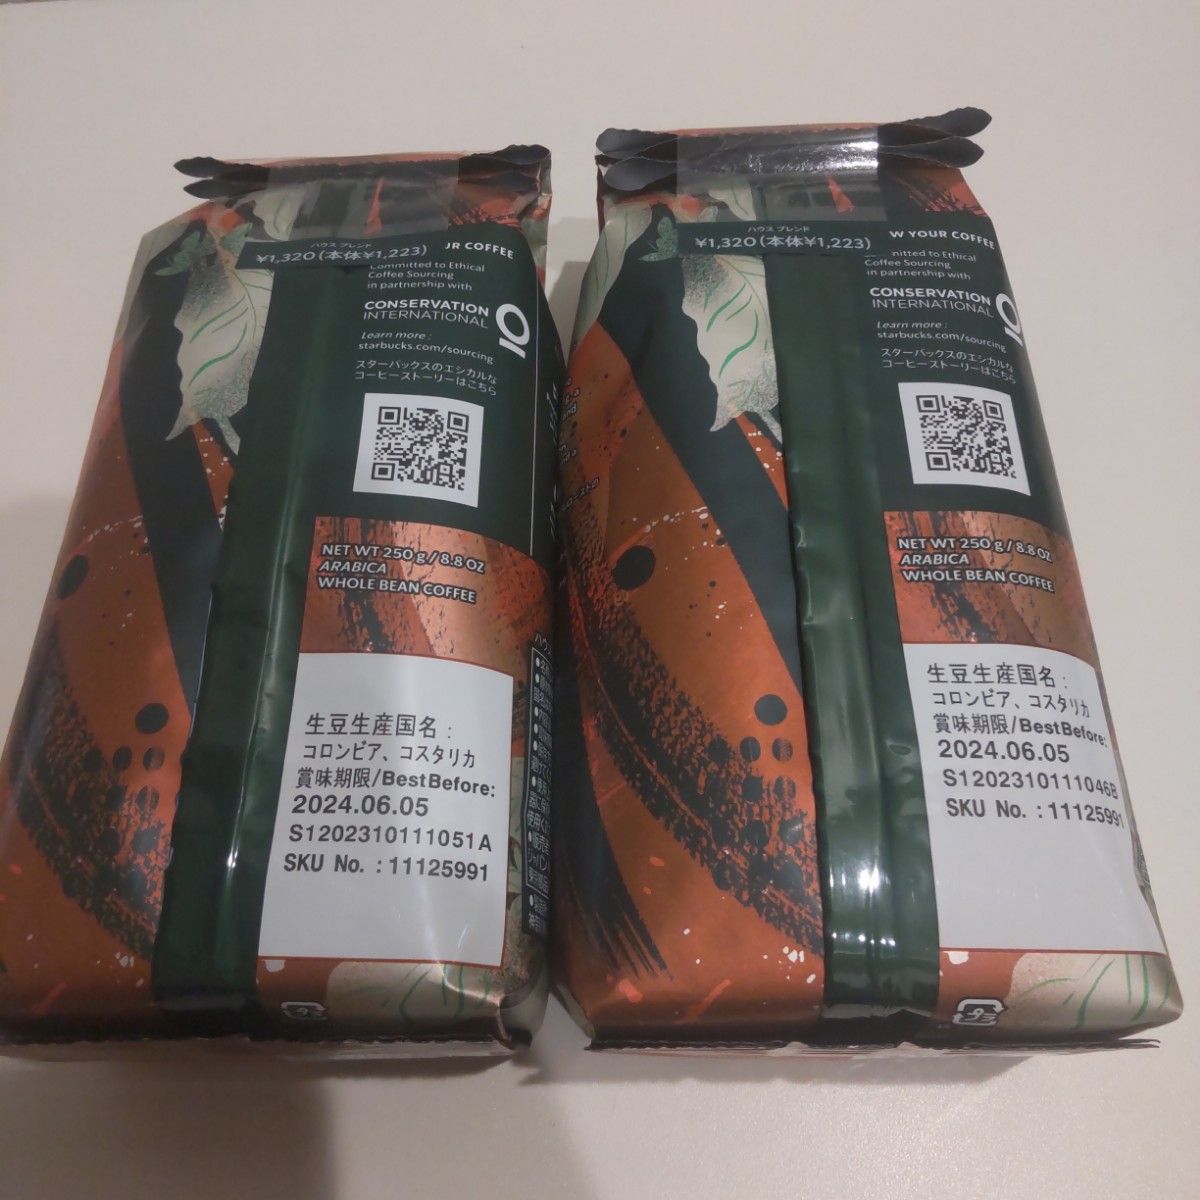 ハウス ブレンド
¥1,320(本体¥1,223)
UR COFFEE
Committed to Ethical
Coffee Sourcing
in partnership with
CONSERVATION
INTERNATIONAL
Learn more :
starbucks.com/sourcing
スターバックスのエシカルな
コーヒーストーリーはこちら
NET WT 250 g / 8.8 OZ
ARABICA
WHOLE BEAN COFFEE
生豆生産国名:
コロンビア、コスタリカ
賞味期限/BestBefore:
2024.06.05
S1202310111051A
SKU No. : 11125991
ハウス ブレンド
¥1,320(本体¥1,223)
W YOUR COFFEE
mitted to Ethical
Coffee Sourcing
in partnership with
CONSERVATION
INTERNATIONAL
Learn more :
starbucks.com/sourcing
スターバックスのエシカルな
コーヒーストーリーはこちら
NET WT 250 g / 8.8 OZ
ARABICA
WHOLE BEAN COFFEE
生豆生産国名:
コロンビア、コスタリカ
賞味期限/BestBefore:
2024.06.05
S1202310111046B
SKU No. : 11125991